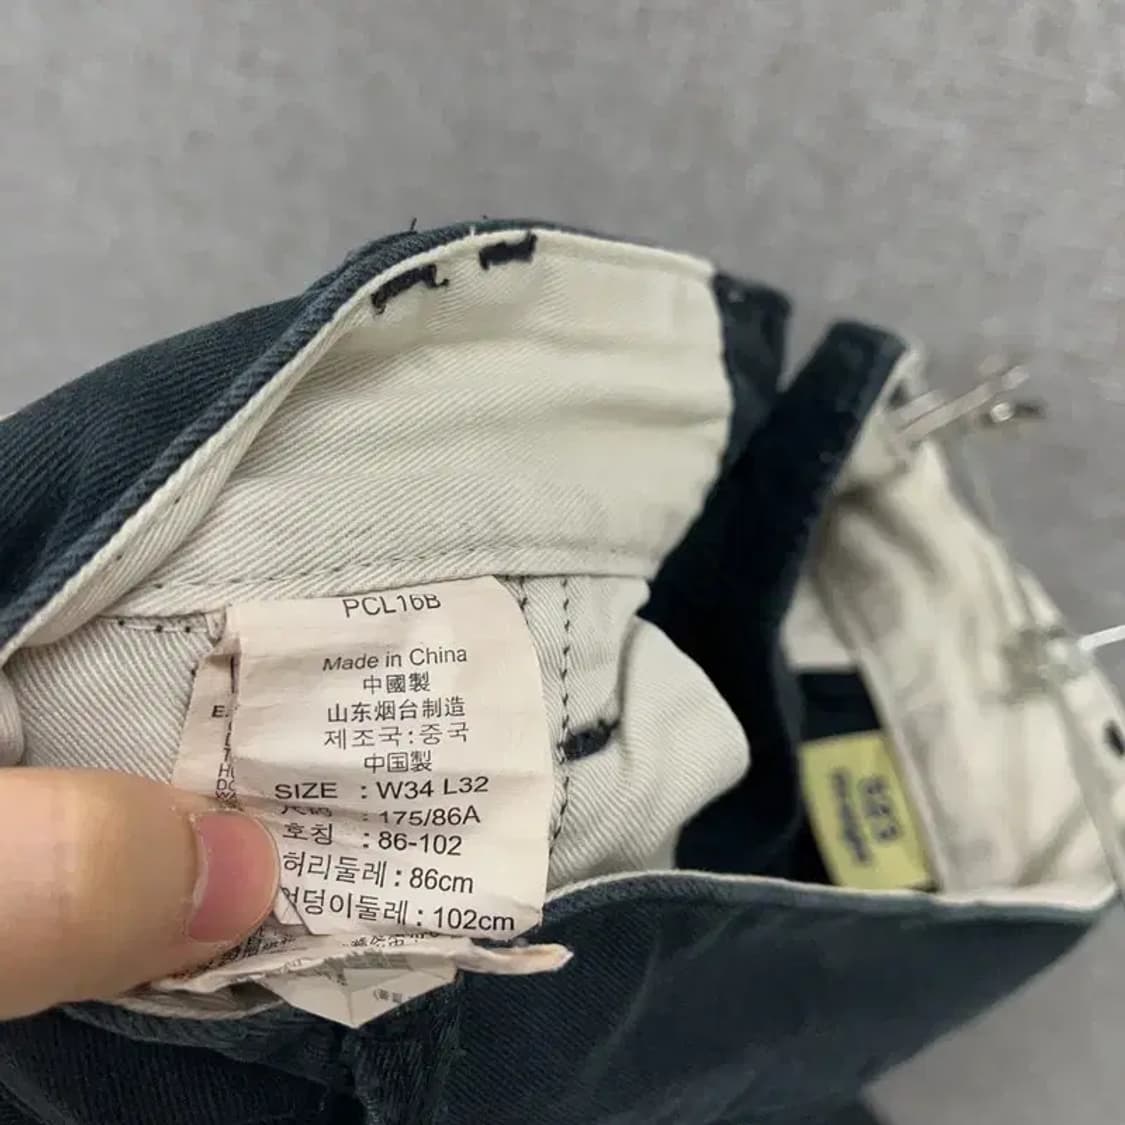 PCL16B
Made in China
中國製
山东烟台制造
제조국:중국
中国製
SIZE : W34 L32
尺码 : 175/86A
호칭 : 86-102
허리둘레 : 86cm
엉덩이둘레 : 102cm